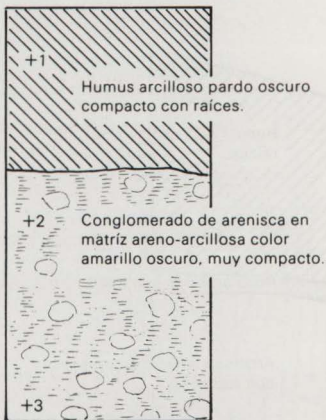 +1
Humus arcilloso pardo oscuro
compacto con raíces.
+2
Conglomerado de arenisca en
matríz areno-arcillosa color
amarillo oscuro, muy compacto.
+3